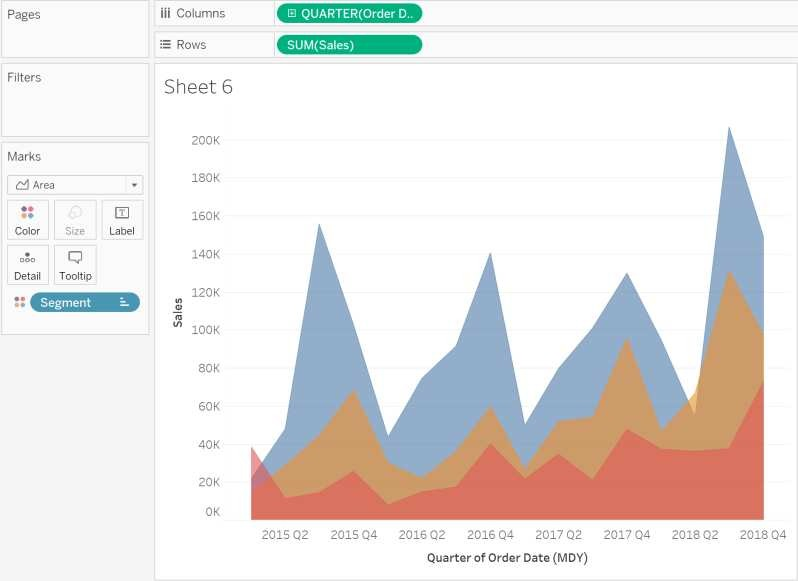 Pages
Columns
QUARTER(Order D..
Rows
SUM(Sales)
Filters
Marks
Area
Color
Size
Label
Detail
Tooltip
Segment
Sheet 6
200K
180K
160K
140K
120K
100K
80K
60K
40K
20K
0K
Sales
2015 Q2
2015 Q4
2016 Q2
2016 Q4
2017 Q2
2017 Q4
2018 Q2
2018 Q4
Quarter of Order Date (MDY)